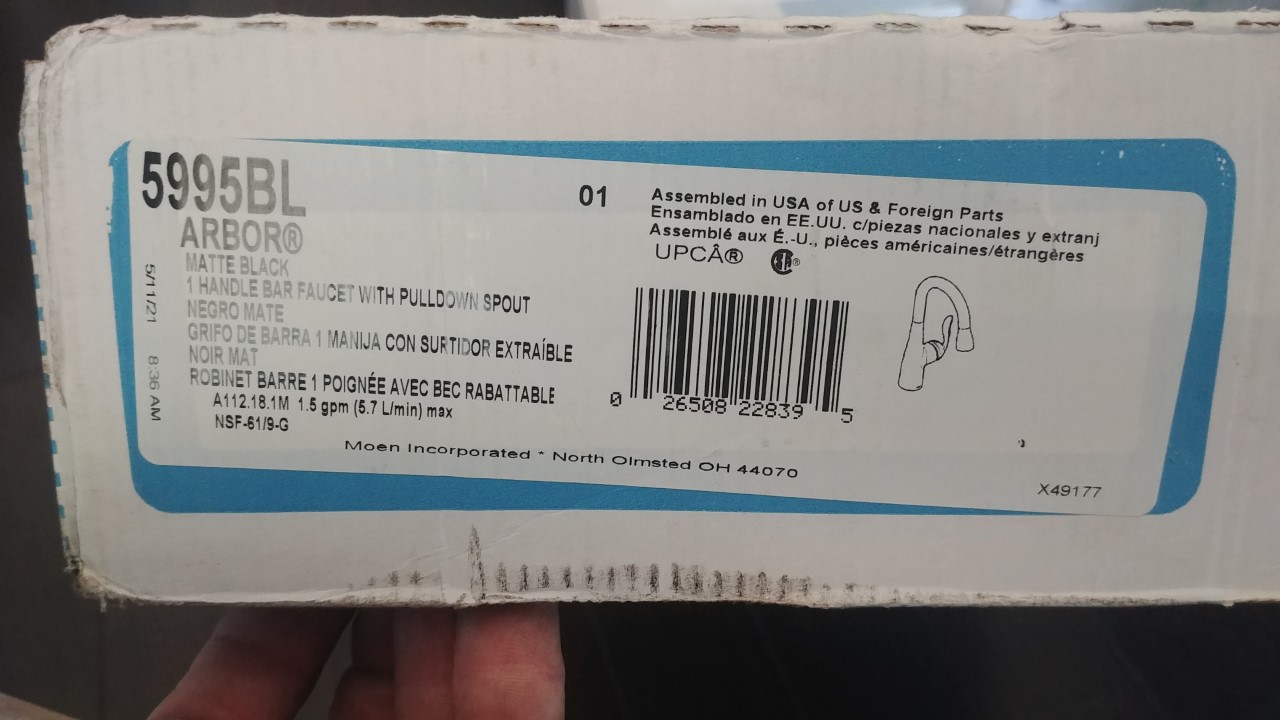 5995BL
ARBOR®
MATTE BLACK
1 HANDLE BAR FAUCET WITH PULLDOWN SPOUT
NEGRO MATE
GRIFO DE BARRA 1 MANIJA CON SURTIDOR EXTRAÍBLE
NOIR MAT
ROBINET BARRE 1 POIGNÉE AVEC BEC RABATTABLE
A112.18.1M 1.5 gpm (5.7 L/min) max
NSF-61/9-G
5/11/21 8:36 AM
01
Assembled in USA of US & Foreign Parts
Ensamblado en EE.UU. c/piezas nacionales y extranj
Assemblé aux É.-U., pièces américaines/étrangères
UPCÂ® ®
0 26508 22839 5
Moen Incorporated * North Olmsted OH 44070
X49177